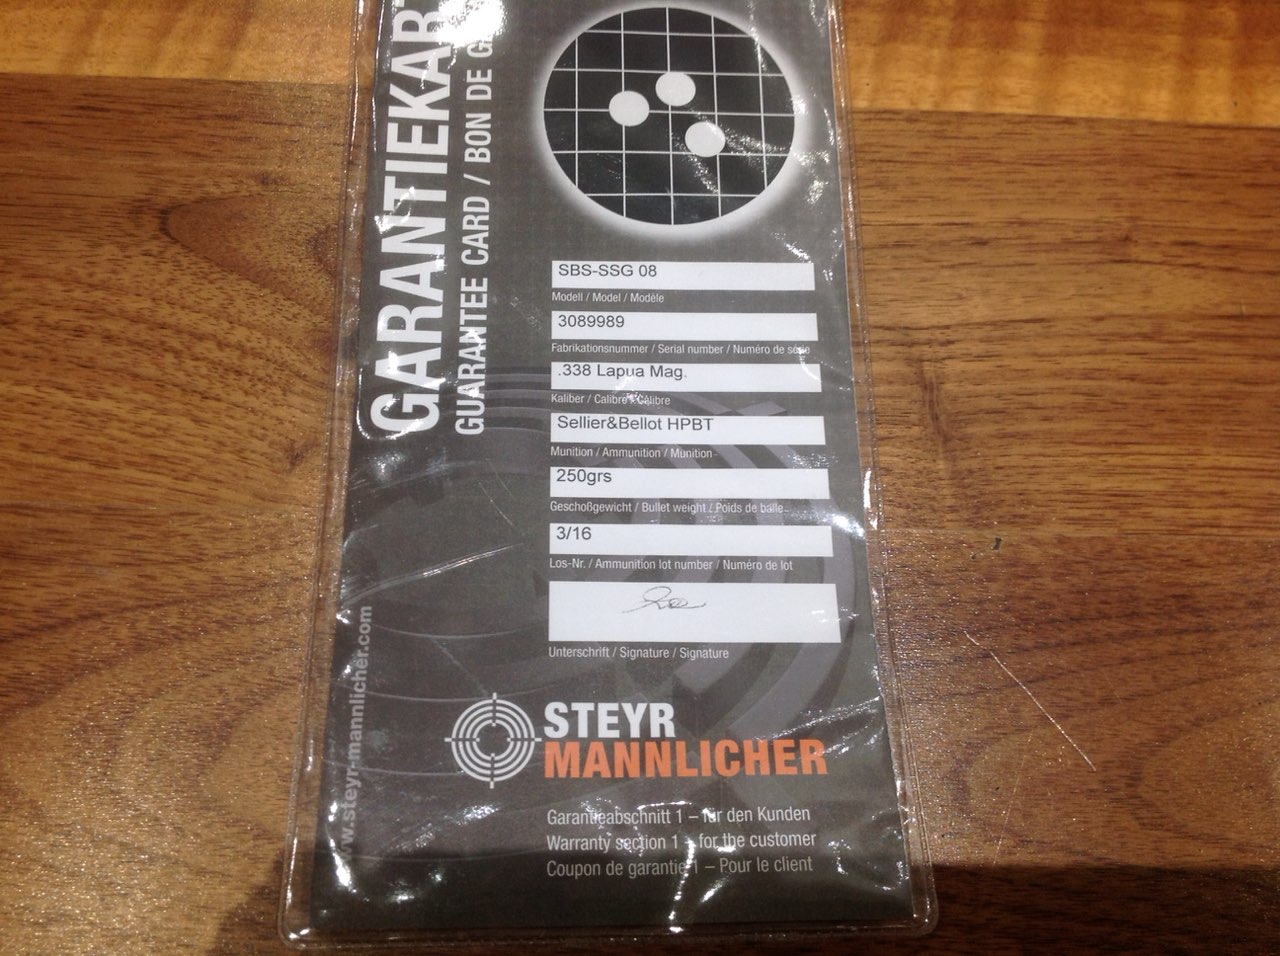 GARANTIEKAR
GUARANTEE CARD / BON DE G
SBS-SSG 08
Modell / Model / Modèle
3089989
Fabrikationsnummer / Serial number / Numéro de série
.338 Lapua Mag.
Kaliber / Calibre / Calibre
Sellier&Bellot HPBT
Munition / Ammunition / Munition
250grs
Geschoßgewicht / Bullet weight / Poids de balle
3/16
Los-Nr. / Ammunition lot number / Numéro de lot
Unterschrift / Signature / Signature
www.steyr-mannlicher.com
STEYR
MANNLICHER
Garantieabschnitt 1 – für den Kunden
Warranty section 1 – for the customer
Coupon de garantie 1 – Pour le client